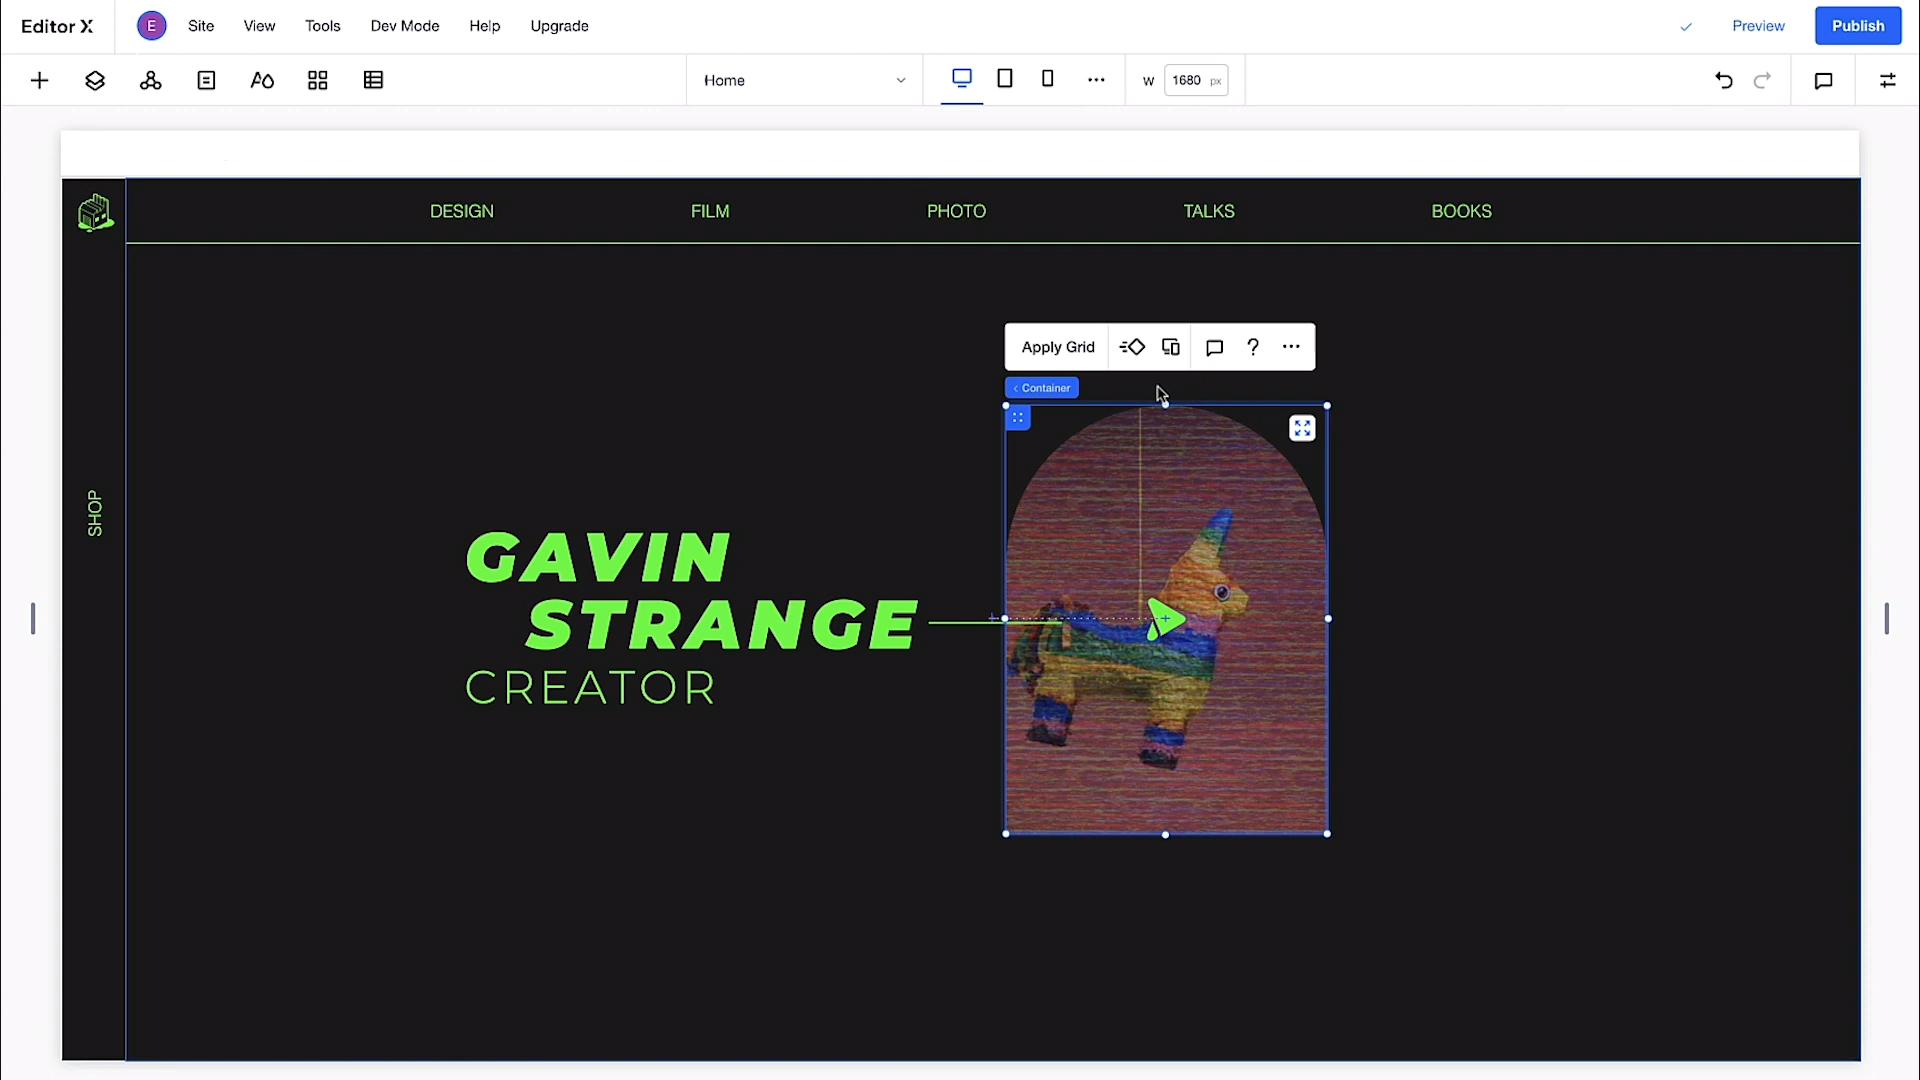 Editor X
E
Site
View
Tools
Dev Mode
Help
Upgrade
Preview
Publish
Home
W
1680 px
DESIGN
FILM
PHOTO
TALKS
BOOKS
Apply Grid
?
< Container
SHOP
GAVIN
STRANGE
CREATOR